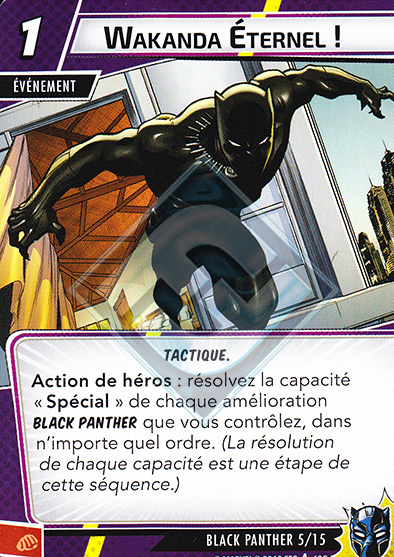 1
WAKANDA ÉTERNEL !
ÉVÉNEMENT
TACTIQUE.
Action de héros : résolvez la capacité
« Spécial » de chaque amélioration
BLACK PANTHER que vous contrôlez, dans
n'importe quel ordre. (La résolution
de chaque capacité est une étape de
cette séquence.)
BLACK PANTHER 5/15